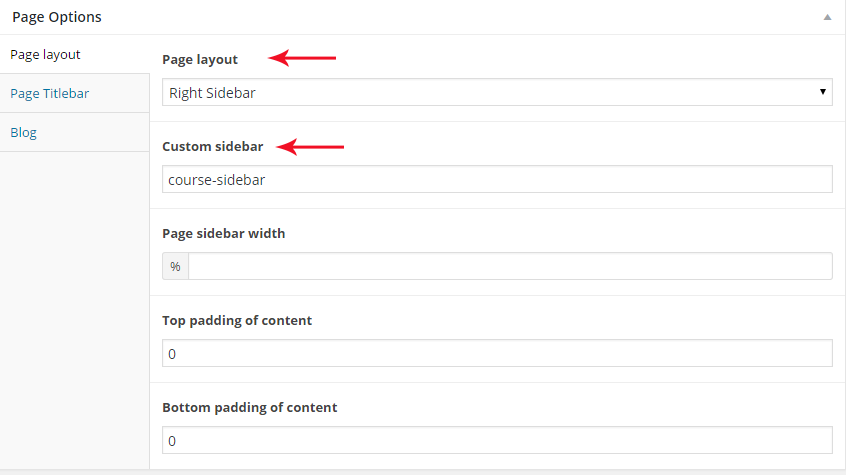 Page Options
Page layout
Page Titlebar
Blog
Page layout
Right Sidebar
Custom sidebar
course-sidebar
Page sidebar width
%
Top padding of content
0
Bottom padding of content
0